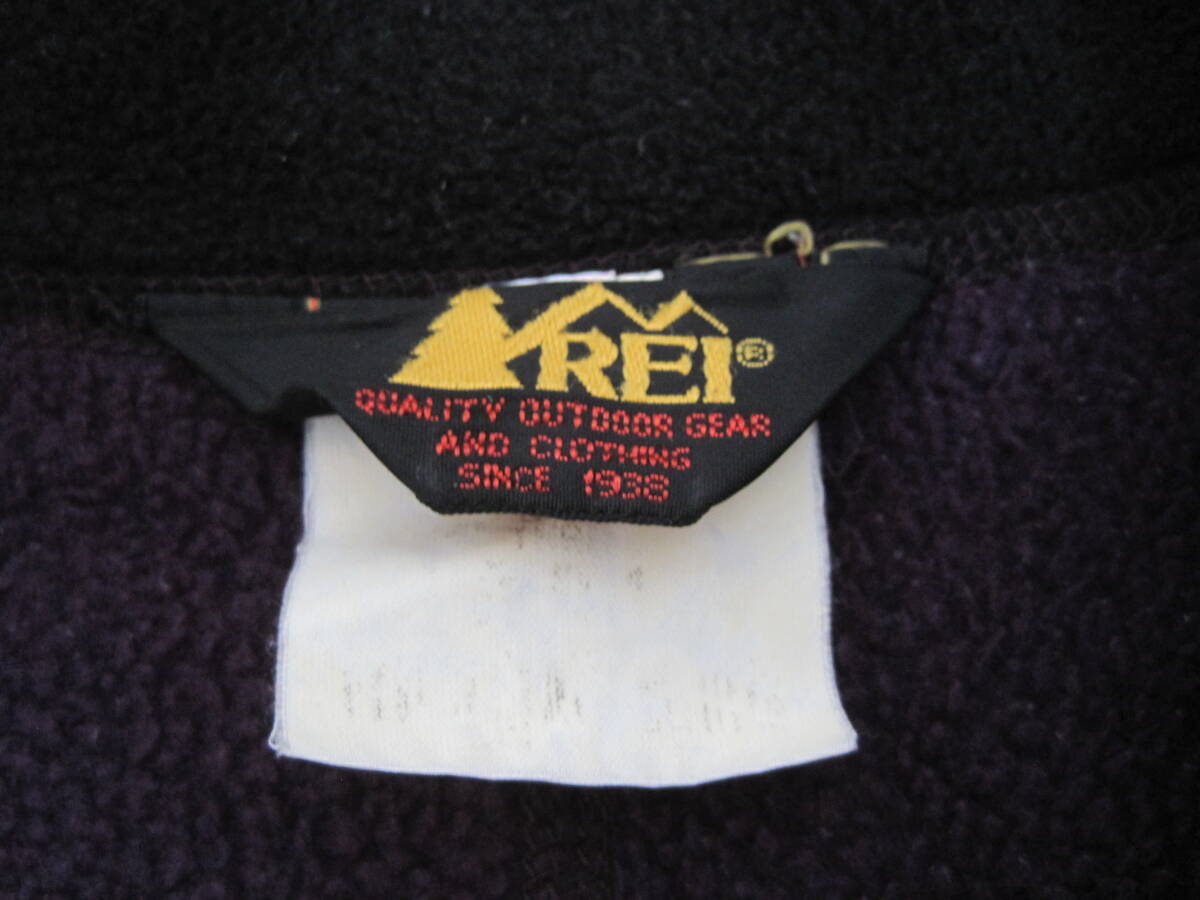 REI®
QUALITY OUTDOOR GEAR
AND CLOTHING
SINCE 1938